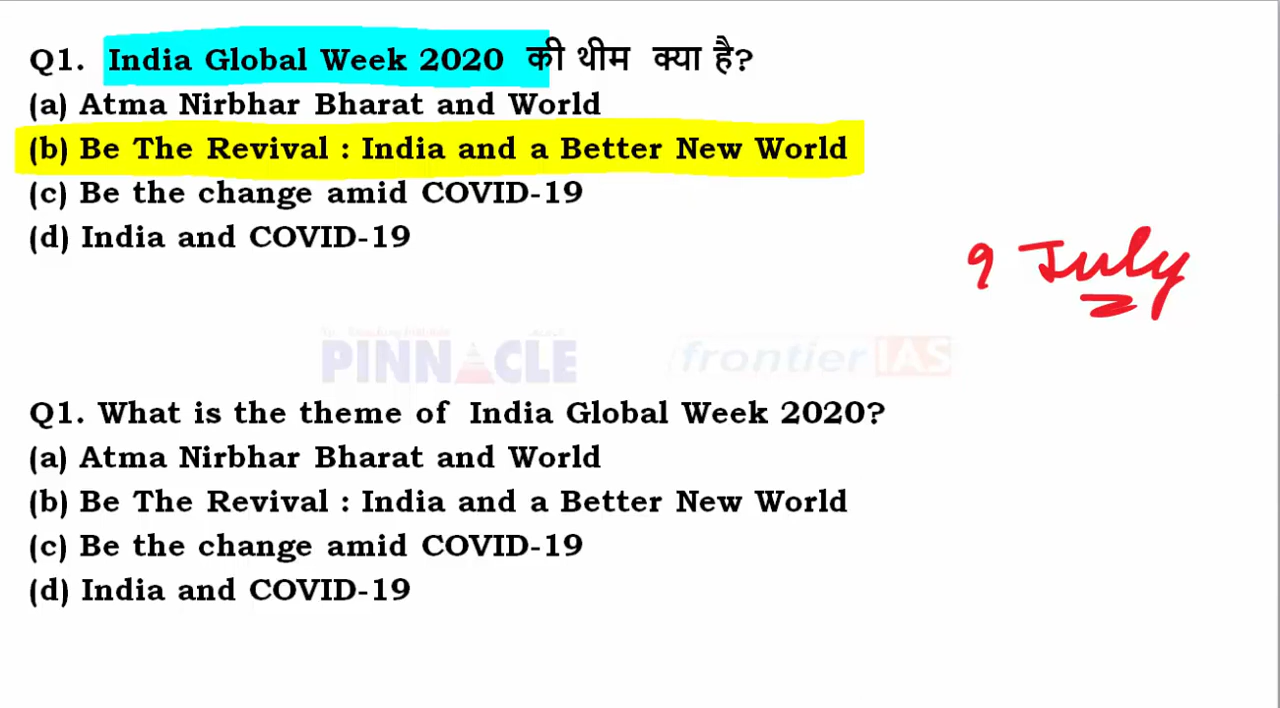 Q1. India Global Week 2020 की थीम क्या है?
(a) Atma Nirbhar Bharat and World
(b) Be The Revival : India and a Better New World
(c) Be the change amid COVID-19
(d) India and COVID-19
9 July
PINNACLE
frontier IAS
Q1. What is the theme of India Global Week 2020?
(a) Atma Nirbhar Bharat and World
(b) Be The Revival : India and a Better New World
(c) Be the change amid COVID-19
(d) India and COVID-19